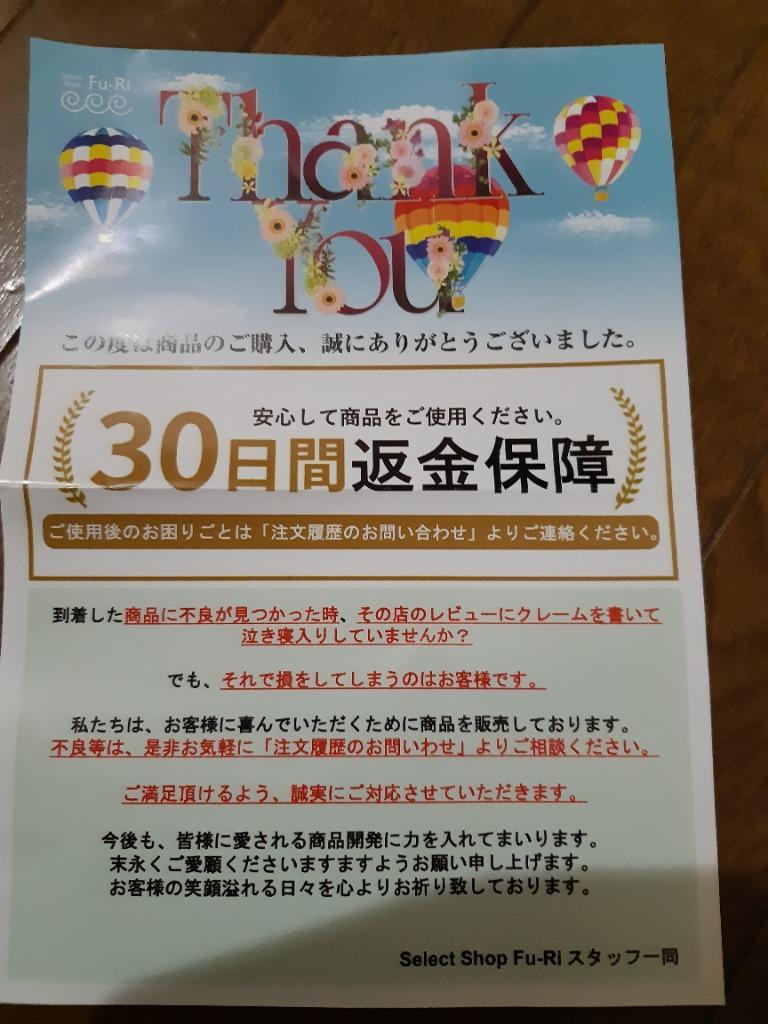 Select Shop Fu-Ri
Thank
You
この度は商品のご購入、誠にありがとうございました。
安心して商品をご使用ください。
30日間返金保障
ご使用後のお困りごとは「注文履歴のお問い合わせ」よりご連絡ください。
到着した商品に不良が見つかった時、その店のレビューにクレームを書いて
泣き寝入りしていませんか？
でも、それで損をしてしまうのはお客様です。
私たちは、お客様に喜んでいただくために商品を販売しております。
不良等は、是非お気軽に「注文履歴のお問いわせ」よりご相談ください。
ご満足頂けるよう、誠実にご対応させていただきます。
今後も、皆様に愛される商品開発に力を入れてまいります。
末永くご愛顧くださいますますようお願い申し上げます。
お客様の笑顔溢れる日々を心よりお祈り致しております。
Select Shop Fu-Ri スタッフ一同